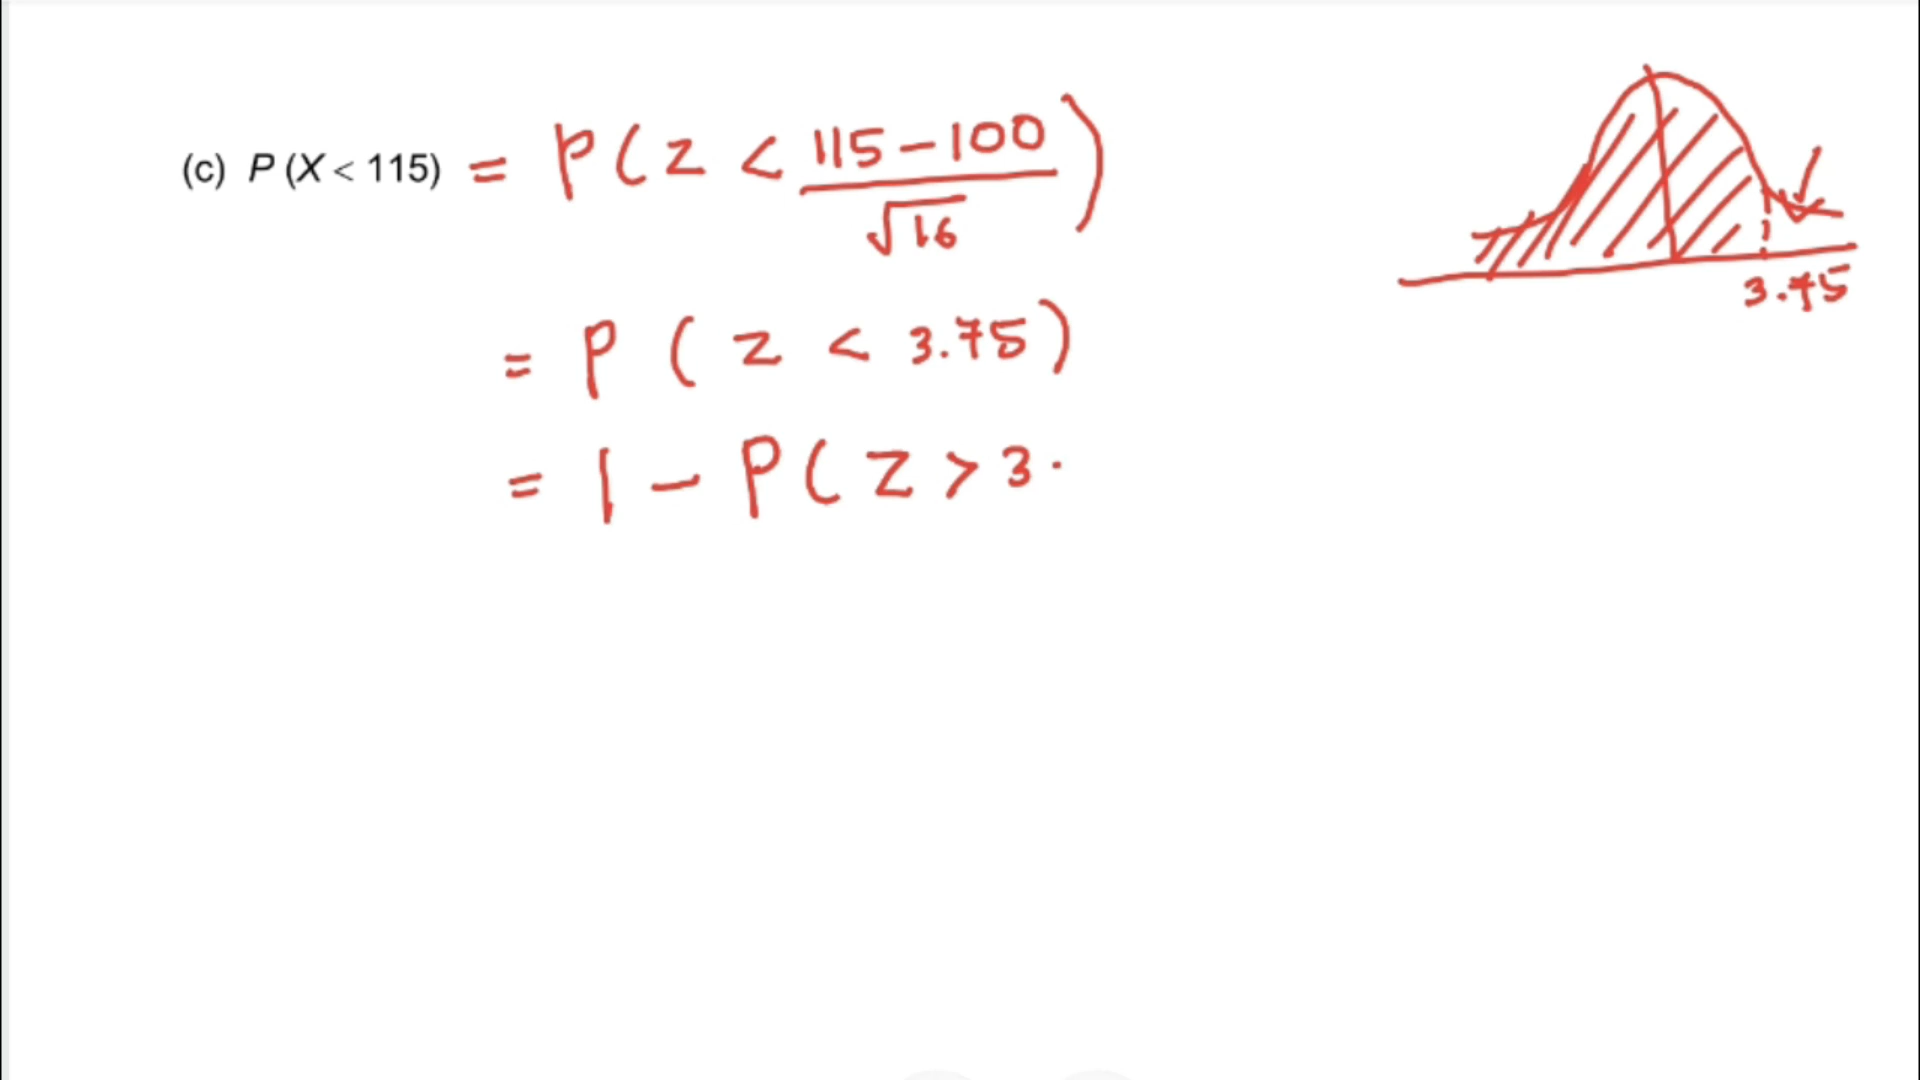 (c) P (X < 115) = P ( Z < 115 - 100 / √16 )
3.75
= P ( Z < 3.75 )
= 1 - P ( Z > 3 .